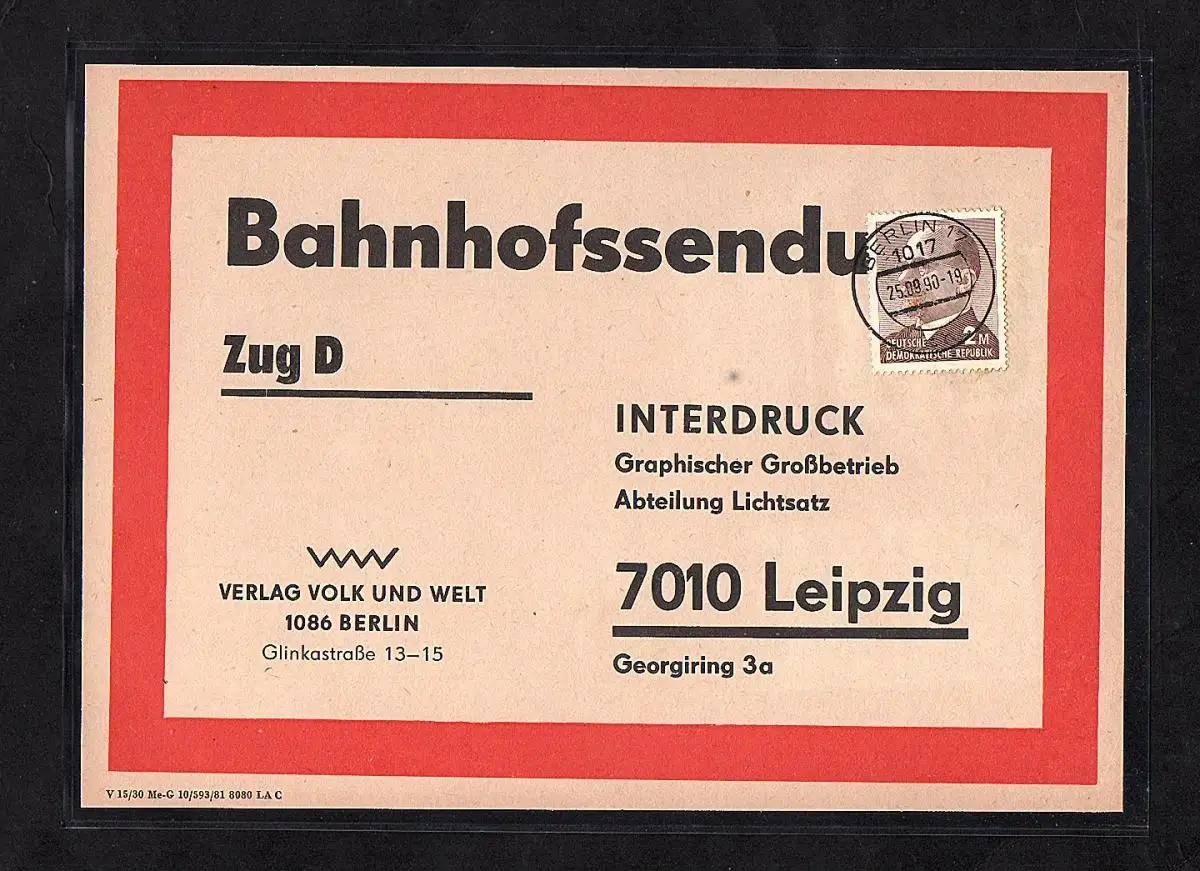 Bahnhofssendu
BERLIN 17
1017
25.09.90-19
2 M
DEUTSCHE
DEMOKRATISCHE REPUBLIK
Zug D
INTERDRUCK
Graphischer Großbetrieb
Abteilung Lichtsatz
VERLAG VOLK UND WELT
1086 BERLIN
Glinkastraße 13–15
7010 Leipzig
Georgiring 3a
V 15/30 Me-G 10/593/81 8080 LA C